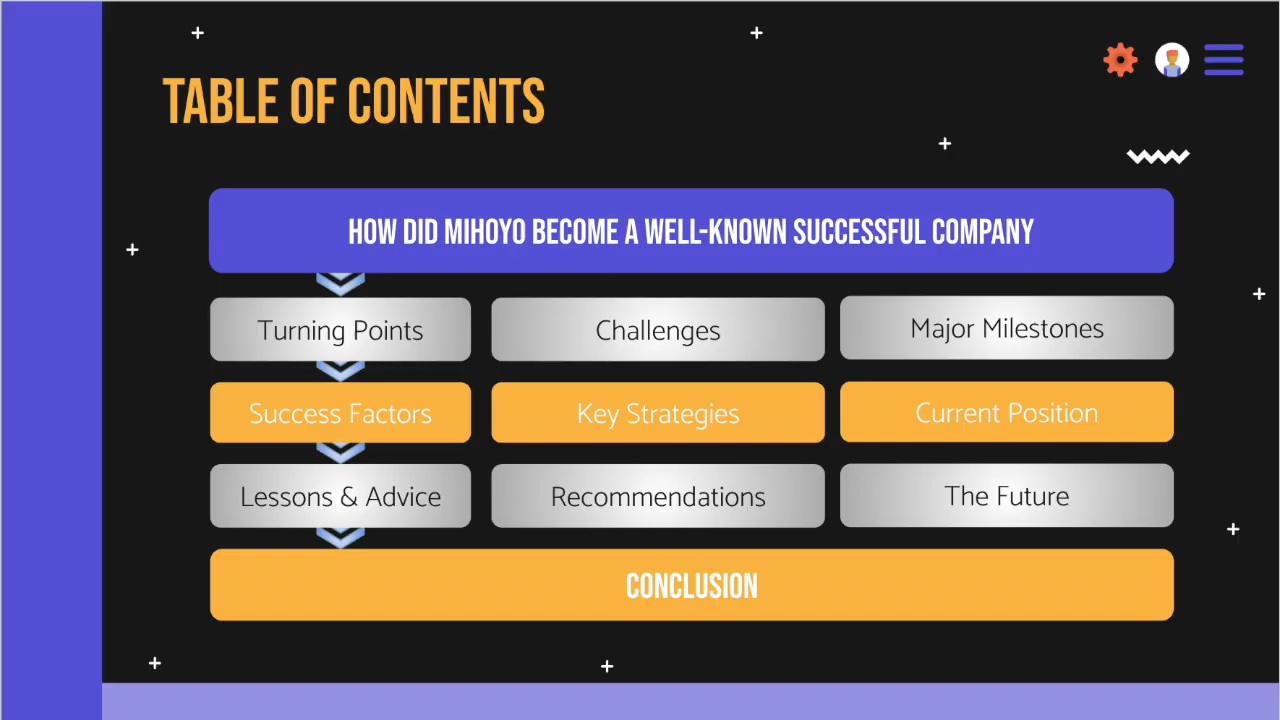 TABLE OF CONTENTS
HOW DID MIHOYO BECOME A WELL-KNOWN SUCCESSFUL COMPANY
Turning Points
Challenges
Major Milestones
Success Factors
Key Strategies
Current Position
Lessons & Advice
Recommendations
The Future
CONCLUSION